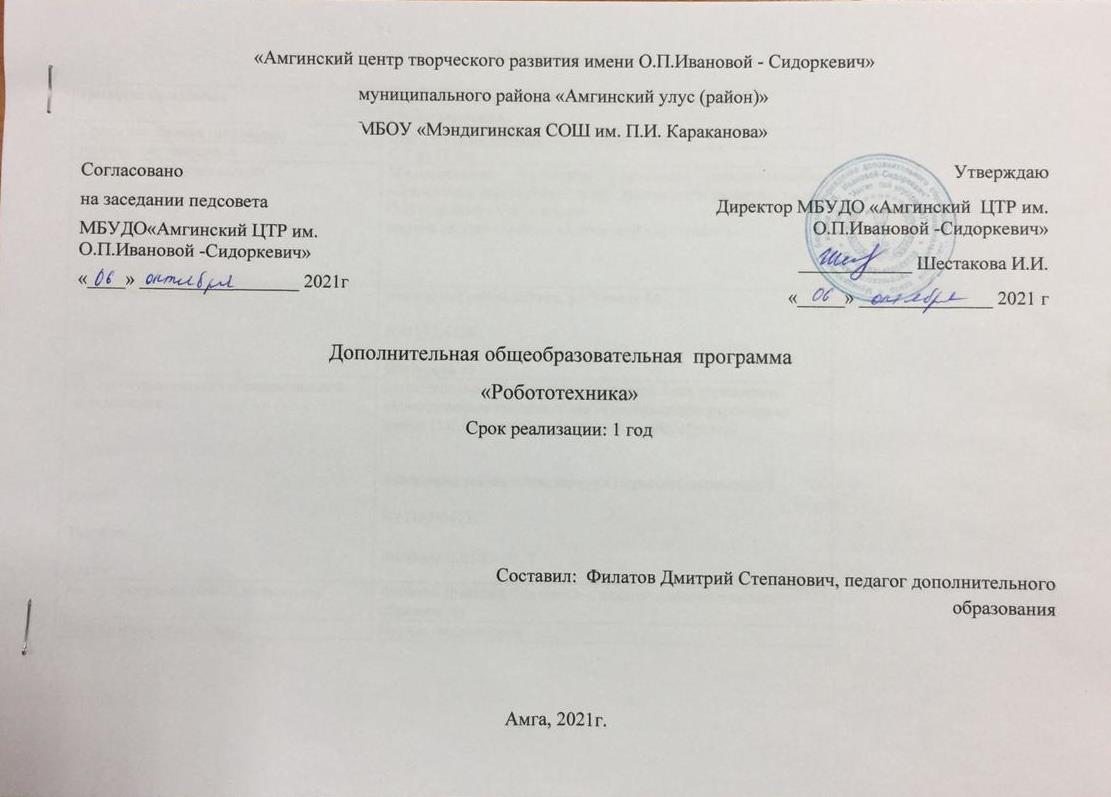 «Амгинский центр творческого развития имени О.П.Ивановой - Сидоркевич»
муниципального района «Амгинский улус (район)»
МБОУ «Мэндигинская СОШ им. П.И. Караканова»
Согласовано
на заседании педсовета
МБУДО«Амгинский ЦТР им.
О.П.Ивановой -Сидоркевич»
«06» октября 2021г
Утверждаю
Директор МБУДО «Амгинский ЦТР им.
О.П.Ивановой -Сидоркевич»
Шестакова И.И.
«06» октября 2021 г
Дополнительная общеобразовательная программа
«Робототехника»
Срок реализации: 1 год
Составил: Филатов Дмитрий Степанович, педагог дополнительного
образования
Амга, 2021г.